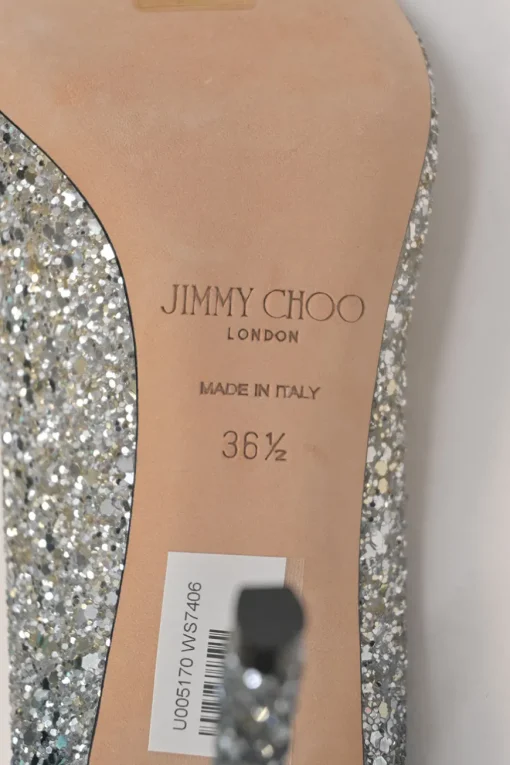 JIMMY CHOO
LONDON
MADE IN ITALY
36½
U005170 WS7406